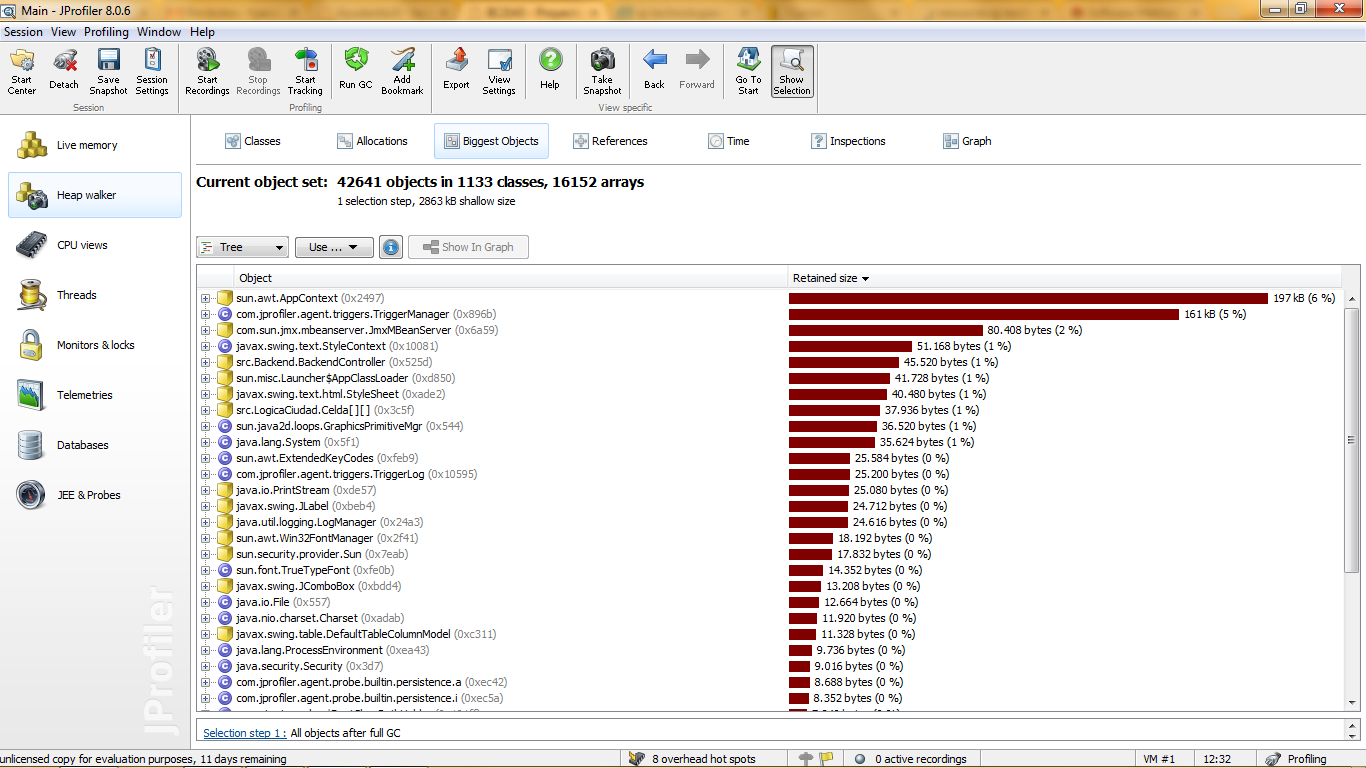 Main - JProfiler 8.0.6
Session View Profiling Window Help
Start Center
Detach
Save Snapshot
Session Settings
Start Recordings
Stop Recordings
Start Tracking
Run GC
Add Bookmark
Export
View Settings
Help
Take Snapshot
Back
Forward
Go To Start
Show Selection
Session
Profiling
View specific
Live memory
Heap walker
CPU views
Threads
Monitors & locks
Telemetries
Databases
JEE & Probes
JProfiler
Classes Allocations Biggest Objects References Time Inspections Graph
Current object set: 42641 objects in 1133 classes, 16152 arrays
1 selection step, 2863 kB shallow size
Tree Use ... Show In Graph
Object Retained size
sun.awt.AppContext (0x2497) 197 kB (6 %)
com.jprofiler.agent.triggers.TriggerManager (0x896b) 161 kB (5 %)
com.sun.jmx.mbeanserver.JmxMBeanServer (0x6a59) 80.408 bytes (2 %)
javax.swing.text.StyleContext (0x10081) 51.168 bytes (1 %)
src.Backend.BackendController (0x525d) 45.520 bytes (1 %)
sun.misc.Launcher$AppClassLoader (0xd850) 41.728 bytes (1 %)
javax.swing.text.html.StyleSheet (0xade2) 40.480 bytes (1 %)
src.LogicaCiudad.Celda[][] (0x3c5f) 37.936 bytes (1 %)
sun.java2d.loops.GraphicsPrimitiveMgr (0x544) 36.520 bytes (1 %)
java.lang.System (0x5f1) 35.624 bytes (1 %)
sun.awt.ExtendedKeyCodes (0xfeb9) 25.584 bytes (0 %)
com.jprofiler.agent.triggers.TriggerLog (0x10595) 25.200 bytes (0 %)
java.io.PrintStream (0xde57) 25.080 bytes (0 %)
javax.swing.JLabel (0xbeb4) 24.712 bytes (0 %)
java.util.logging.LogManager (0x24a3) 24.616 bytes (0 %)
sun.awt.Win32FontManager (0x2f41) 18.192 bytes (0 %)
sun.security.provider.Sun (0x7eab) 17.832 bytes (0 %)
sun.font.TrueTypeFont (0xfe0b) 14.352 bytes (0 %)
javax.swing.JComboBox (0xbdd4) 13.208 bytes (0 %)
java.io.File (0x557) 12.664 bytes (0 %)
java.nio.charset.Charset (0xadab) 11.920 bytes (0 %)
javax.swing.table.DefaultTableColumnModel (0xc311) 11.328 bytes (0 %)
java.lang.ProcessEnvironment (0xea43) 9.736 bytes (0 %)
java.security.Security (0x3d7) 9.016 bytes (0 %)
com.jprofiler.agent.probe.builtin.persistence.a (0xec42) 8.688 bytes (0 %)
com.jprofiler.agent.probe.builtin.persistence.i (0xec5a) 8.352 bytes (0 %)
Selection step 1 : All objects after full GC
unlicensed copy for evaluation purposes, 11 days remaining
8 overhead hot spots
0 active recordings
VM #1
12:32
Profiling